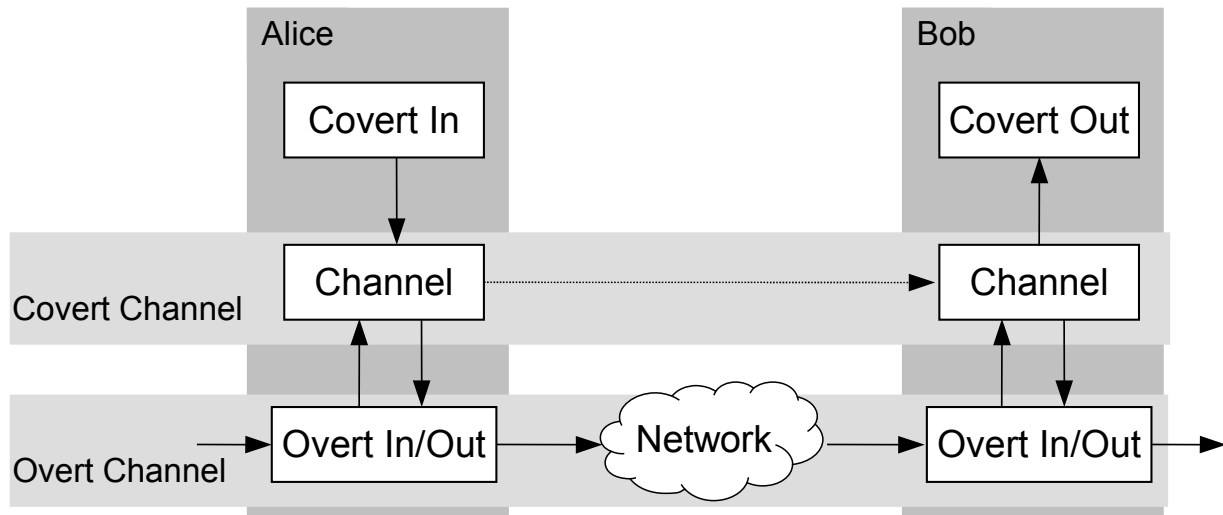 Alice
Bob
Covert In
Covert Out
Channel
Channel
Covert Channel
Overt In/Out
Network
Overt In/Out
Overt Channel